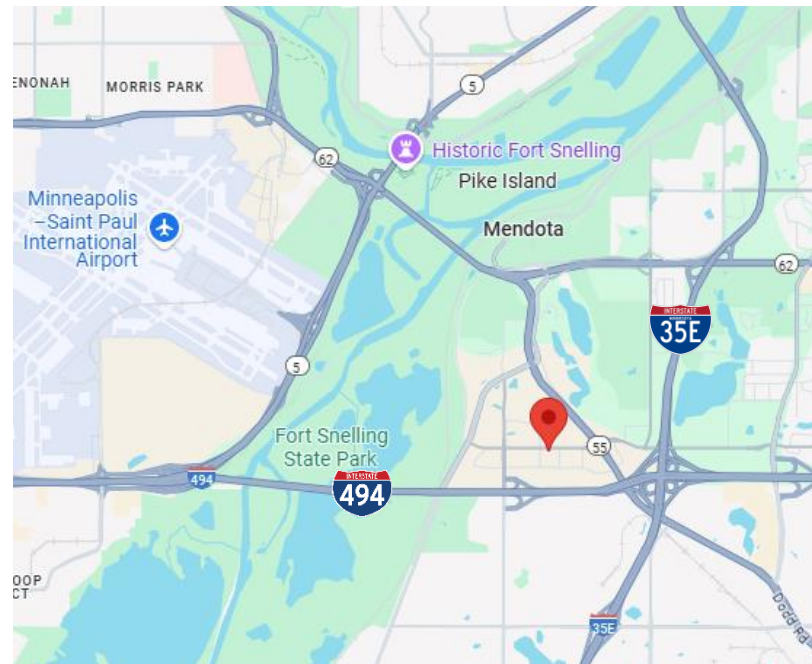 ENONAH
MORRIS PARK
5
62
Historic Fort Snelling
Pike Island
Minneapolis
–Saint Paul
International
Airport
Mendota
62
INTERSTATE
35E
5
Fort Snelling
State Park
55
494
INTERSTATE
494
OOP
CT
35E
Dodd Rd